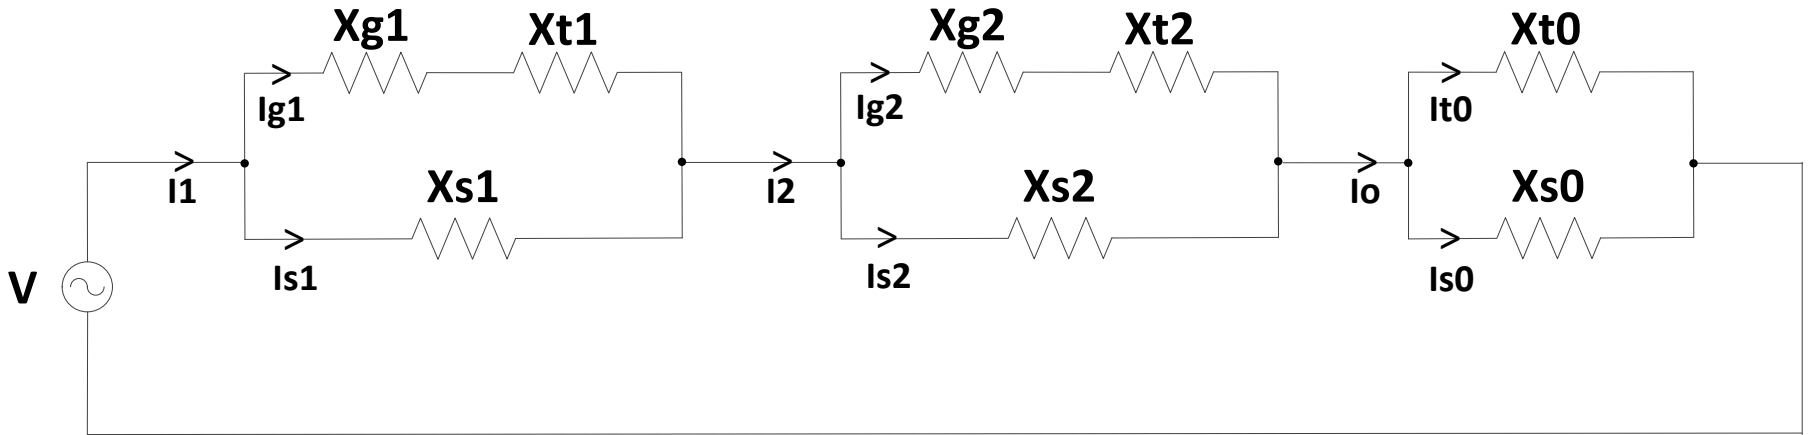 Xg1 Xt1
Ig1
I1
Xs1
Is1
I2
Xg2 Xt2
Ig2
Xs2
Is2
Io
Xt0
It0
Xs0
Is0
V